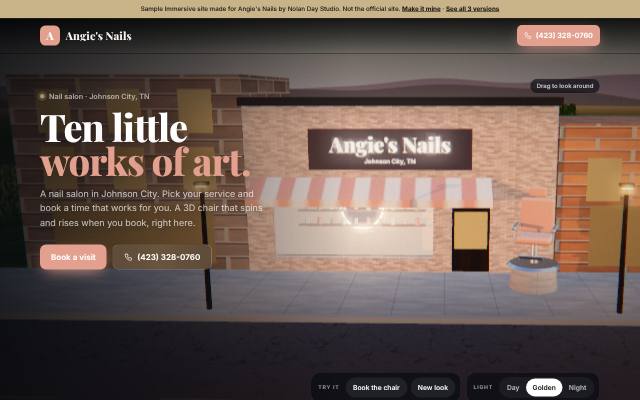 Sample Immersive site made for Angie's Nails by Nolan Day Studio. Not the official site. Make it mine · See all 3 versions
A Angie's Nails
(423) 328-0760
Drag to look around
Nail salon · Johnson City, TN
Ten little
works of art.
A nail salon in Johnson City. Pick your service and
book a time that works for you. A 3D chair that spins
and rises when you book, right here.
Book a visit
(423) 328-0760
Angie's Nails
Johnson City, TN
TRY IT Book the chair New look
LIGHT Day Golden Night